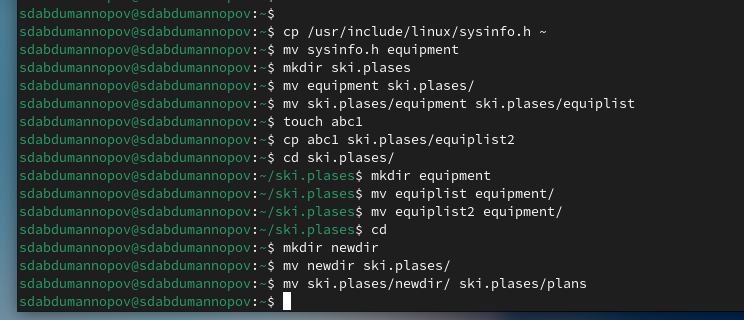 sdabdumannopov@sdabdumannopov:~$
sdabdumannopov@sdabdumannopov:~$ cp /usr/include/linux/sysinfo.h ~
sdabdumannopov@sdabdumannopov:~$ mv sysinfo.h equipment
sdabdumannopov@sdabdumannopov:~$ mkdir ski.plases
sdabdumannopov@sdabdumannopov:~$ mv equipment ski.plases/
sdabdumannopov@sdabdumannopov:~$ mv ski.plases/equipment ski.plases/equiplist
sdabdumannopov@sdabdumannopov:~$ touch abc1
sdabdumannopov@sdabdumannopov:~$ cp abc1 ski.plases/equiplist2
sdabdumannopov@sdabdumannopov:~$ cd ski.plases/
sdabdumannopov@sdabdumannopov:~/ski.plases$ mkdir equipment
sdabdumannopov@sdabdumannopov:~/ski.plases$ mv equiplist equipment/
sdabdumannopov@sdabdumannopov:~/ski.plases$ mv equiplist2 equipment/
sdabdumannopov@sdabdumannopov:~/ski.plases$ cd
sdabdumannopov@sdabdumannopov:~$ mkdir newdir
sdabdumannopov@sdabdumannopov:~$ mv newdir ski.plases/
sdabdumannopov@sdabdumannopov:~$ mv ski.plases/newdir/ ski.plases/plans
sdabdumannopov@sdabdumannopov:~$